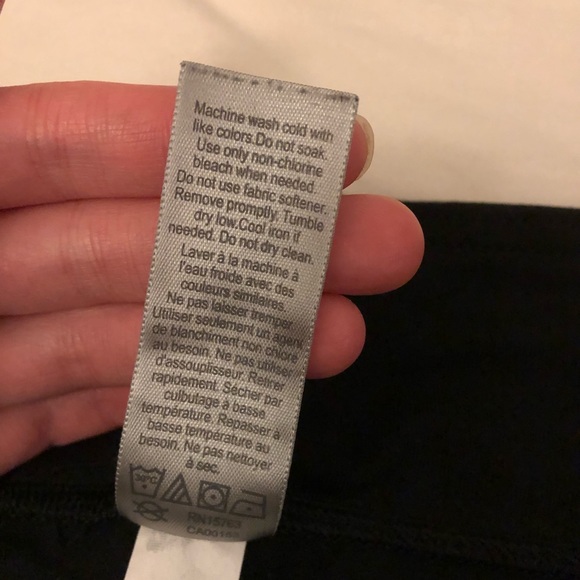 Machine wash cold with
like colors.Do not soak.
Use only non-chlorine
bleach when needed.
Do not use fabric softener.
Remove promptly. Tumble
dry low.Cool iron if
needed. Do not dry clean.
Laver à la machine à
l'eau froide avec des
couleurs similaires.
Ne pas laisser tremper.
Utiliser seulement un agent
de blanchiment non chloré
au besoin. Ne pas utiliser
d'assouplisseur. Retirer
rapidement. Sécher par
culbutage à basse
température. Repasser à
basse température au
besoin. Ne pas nettoyer
à sec.
30°C
RN15763